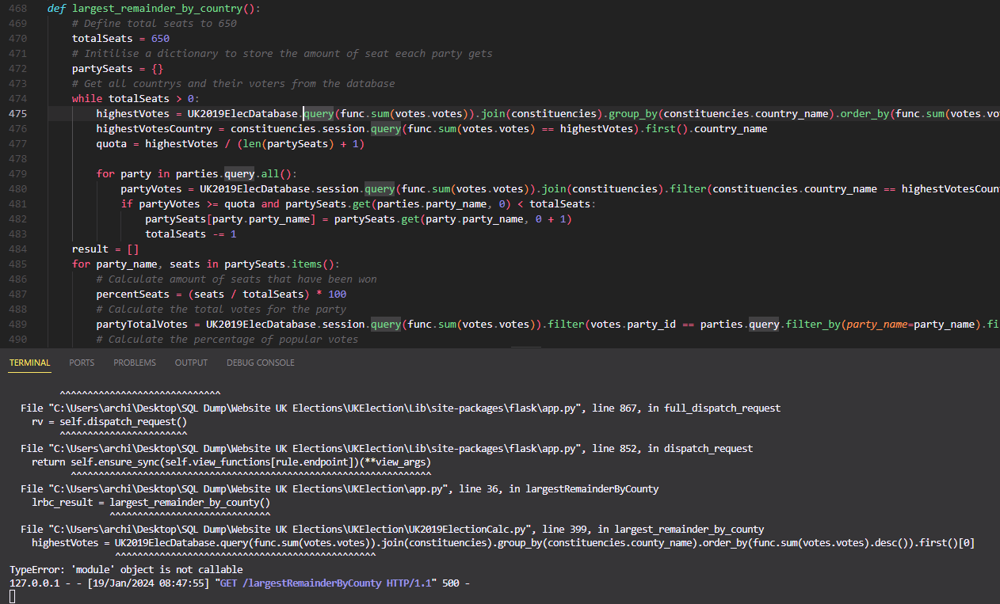 468 def largest_remainder_by_country():
469 # Define total seats to 650
470 totalSeats = 650
471 # Initilise a dictionary to store the amount of seat eeach party gets
472 partySeats = {}
473 # Get all countrys and their voters from the database
474 while totalSeats > 0:
475 highestVotes = UK2019ElecDatabase.query(func.sum(votes.votes)).join(constituencies).group_by(constituencies.country_name).order_by(func.sum(votes.vo
476 highestVotesCountry = constituencies.session.query(func.sum(votes.votes) == highestVotes).first().country_name
477 quota = highestVotes / (len(partySeats) + 1)
478
479 for party in parties.query.all():
480 partyVotes = UK2019ElecDatabase.session.query(func.sum(votes.votes)).join(constituencies).filter(constituencies.country_name == highestVotesCoun
481 if partyVotes >= quota and partySeats.get(parties.party_name, 0) < totalSeats:
482 partySeats[party.party_name] = partySeats.get(party.party_name, 0 + 1)
483 totalSeats -= 1
484 result = []
485 for party_name, seats in partySeats.items():
486 # Calculate amount of seats that have been won
487 percentSeats = (seats / totalSeats) * 100
488 # Calculate the total votes for the party
489 partyTotalVotes = UK2019ElecDatabase.session.query(func.sum(votes.votes)).filter(votes.party_id == parties.query.filter_by(party_name=party_name).fi
490 # Calculate the percentage of popular votes
TERMINAL PORTS PROBLEMS OUTPUT DEBUG CONSOLE
^^^^^^^^^^^^^^^^^^^^^^^^^^^^^
File "C:\Users\archi\Desktop\SQL Dump\Website UK Elections\UKElection\Lib\site-packages\flask\app.py", line 867, in full_dispatch_request
rv = self.dispatch_request()
^^^^^^^^^^^^^^^^^^^^^^^
File "C:\Users\archi\Desktop\SQL Dump\Website UK Elections\UKElection\Lib\site-packages\flask\app.py", line 852, in dispatch_request
return self.ensure_sync(self.view_functions[rule.endpoint])(**view_args)
^^^^^^^^^^^^^^^^^^^^^^^^^^^^^^^^^^^^^^^^^^^^^^^^^^^^^^^^^^^^^^^^^
File "C:\Users\archi\Desktop\SQL Dump\Website UK Elections\UKElection\app.py", line 36, in largestRemainderByCounty
lrbc_result = largest_remainder_by_county()
^^^^^^^^^^^^^^^^^^^^^^^^^^^^^
File "C:\Users\archi\Desktop\SQL Dump\Website UK Elections\UKElection\UK2019ElectionCalc.py", line 399, in largest_remainder_by_county
highestVotes = UK2019ElecDatabase.query(func.sum(votes.votes)).join(constituencies).group_by(constituencies.county_name).order_by(func.sum(votes.votes).desc()).first()[0]
^^^^^^^^^^^^^^^^^^^^^^^^^^^^^^^^^^^^^^^^^^^^^^^
TypeError: 'module' object is not callable
127.0.0.1 - - [19/Jan/2024 08:47:55] "GET /largestRemainderByCounty HTTP/1.1" 500 -